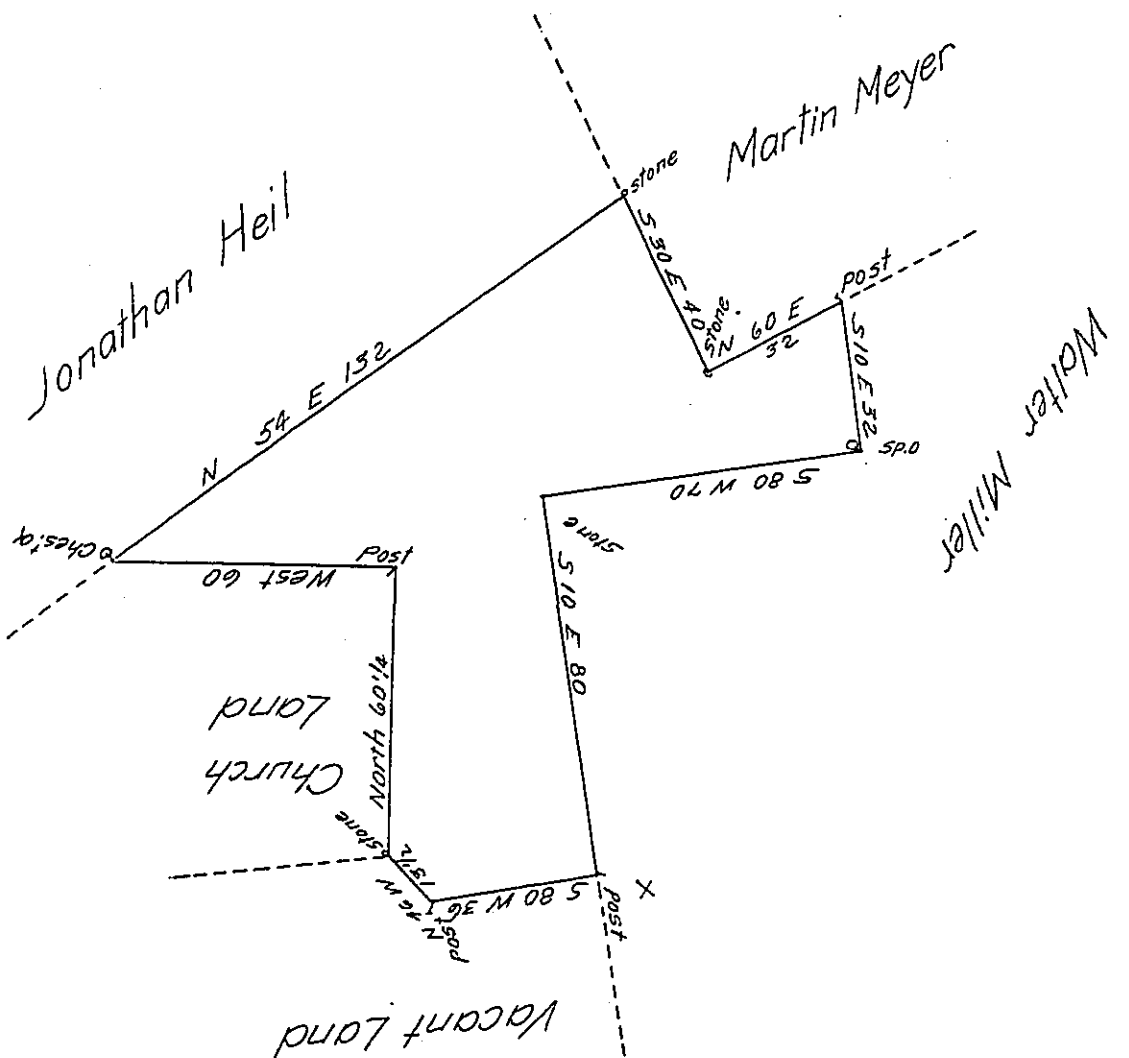 Martin Meyer
Jonathan Heil
stone
S 30 E 40
stone.
N 60 E
32
post
S 10 E 32
SP.O
Walter Miller
N 54 E 132
S 80 W 70
stone
Ches:q
West 60
Post
S 10 E 80
North 60¼
Church
Land
stone
N 46 W
13½
post
S 80 W 36
Post
X
Vacant Land